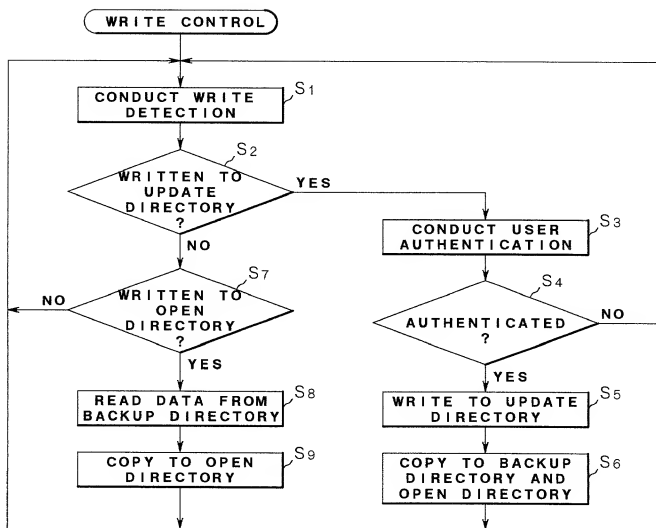 WRITE CONTROL
S1
CONDUCT WRITE
DETECTION
S2
WRITTEN TO
UPDATE
DIRECTORY
?
YES
NO
S3
CONDUCT USER
AUTHENTICATION
S4
AUTHENTICATED
?
NO
YES
S5
WRITE TO UPDATE
DIRECTORY
S6
COPY TO BACKUP
DIRECTORY AND
OPEN DIRECTORY
S7
WRITTEN TO
OPEN
DIRECTORY
?
NO
YES
S8
READ DATA FROM
BACKUP DIRECTORY
S9
COPY TO OPEN
DIRECTORY